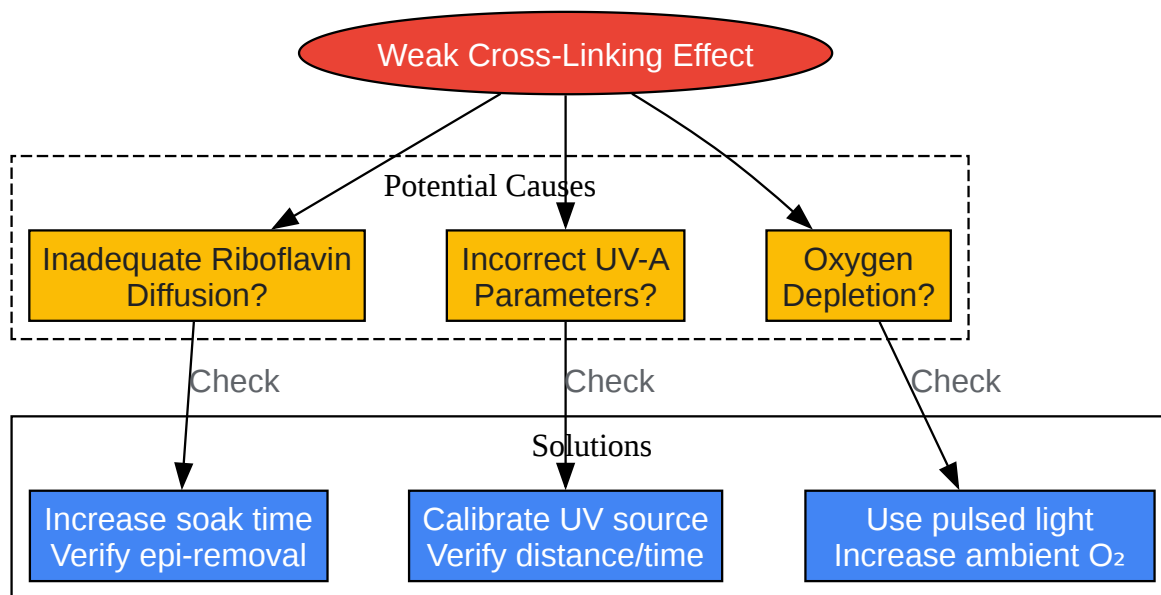 Weak Cross-Linking Effect
Potential Causes
Inadequate Riboflavin
Diffusion?
Incorrect UV-A
Parameters?
Oxygen
Depletion?
Check
Check
Check
Solutions
Increase soak time
Verify epi-removal
Calibrate UV source
Verify distance/time
Use pulsed light
Increase ambient O₂